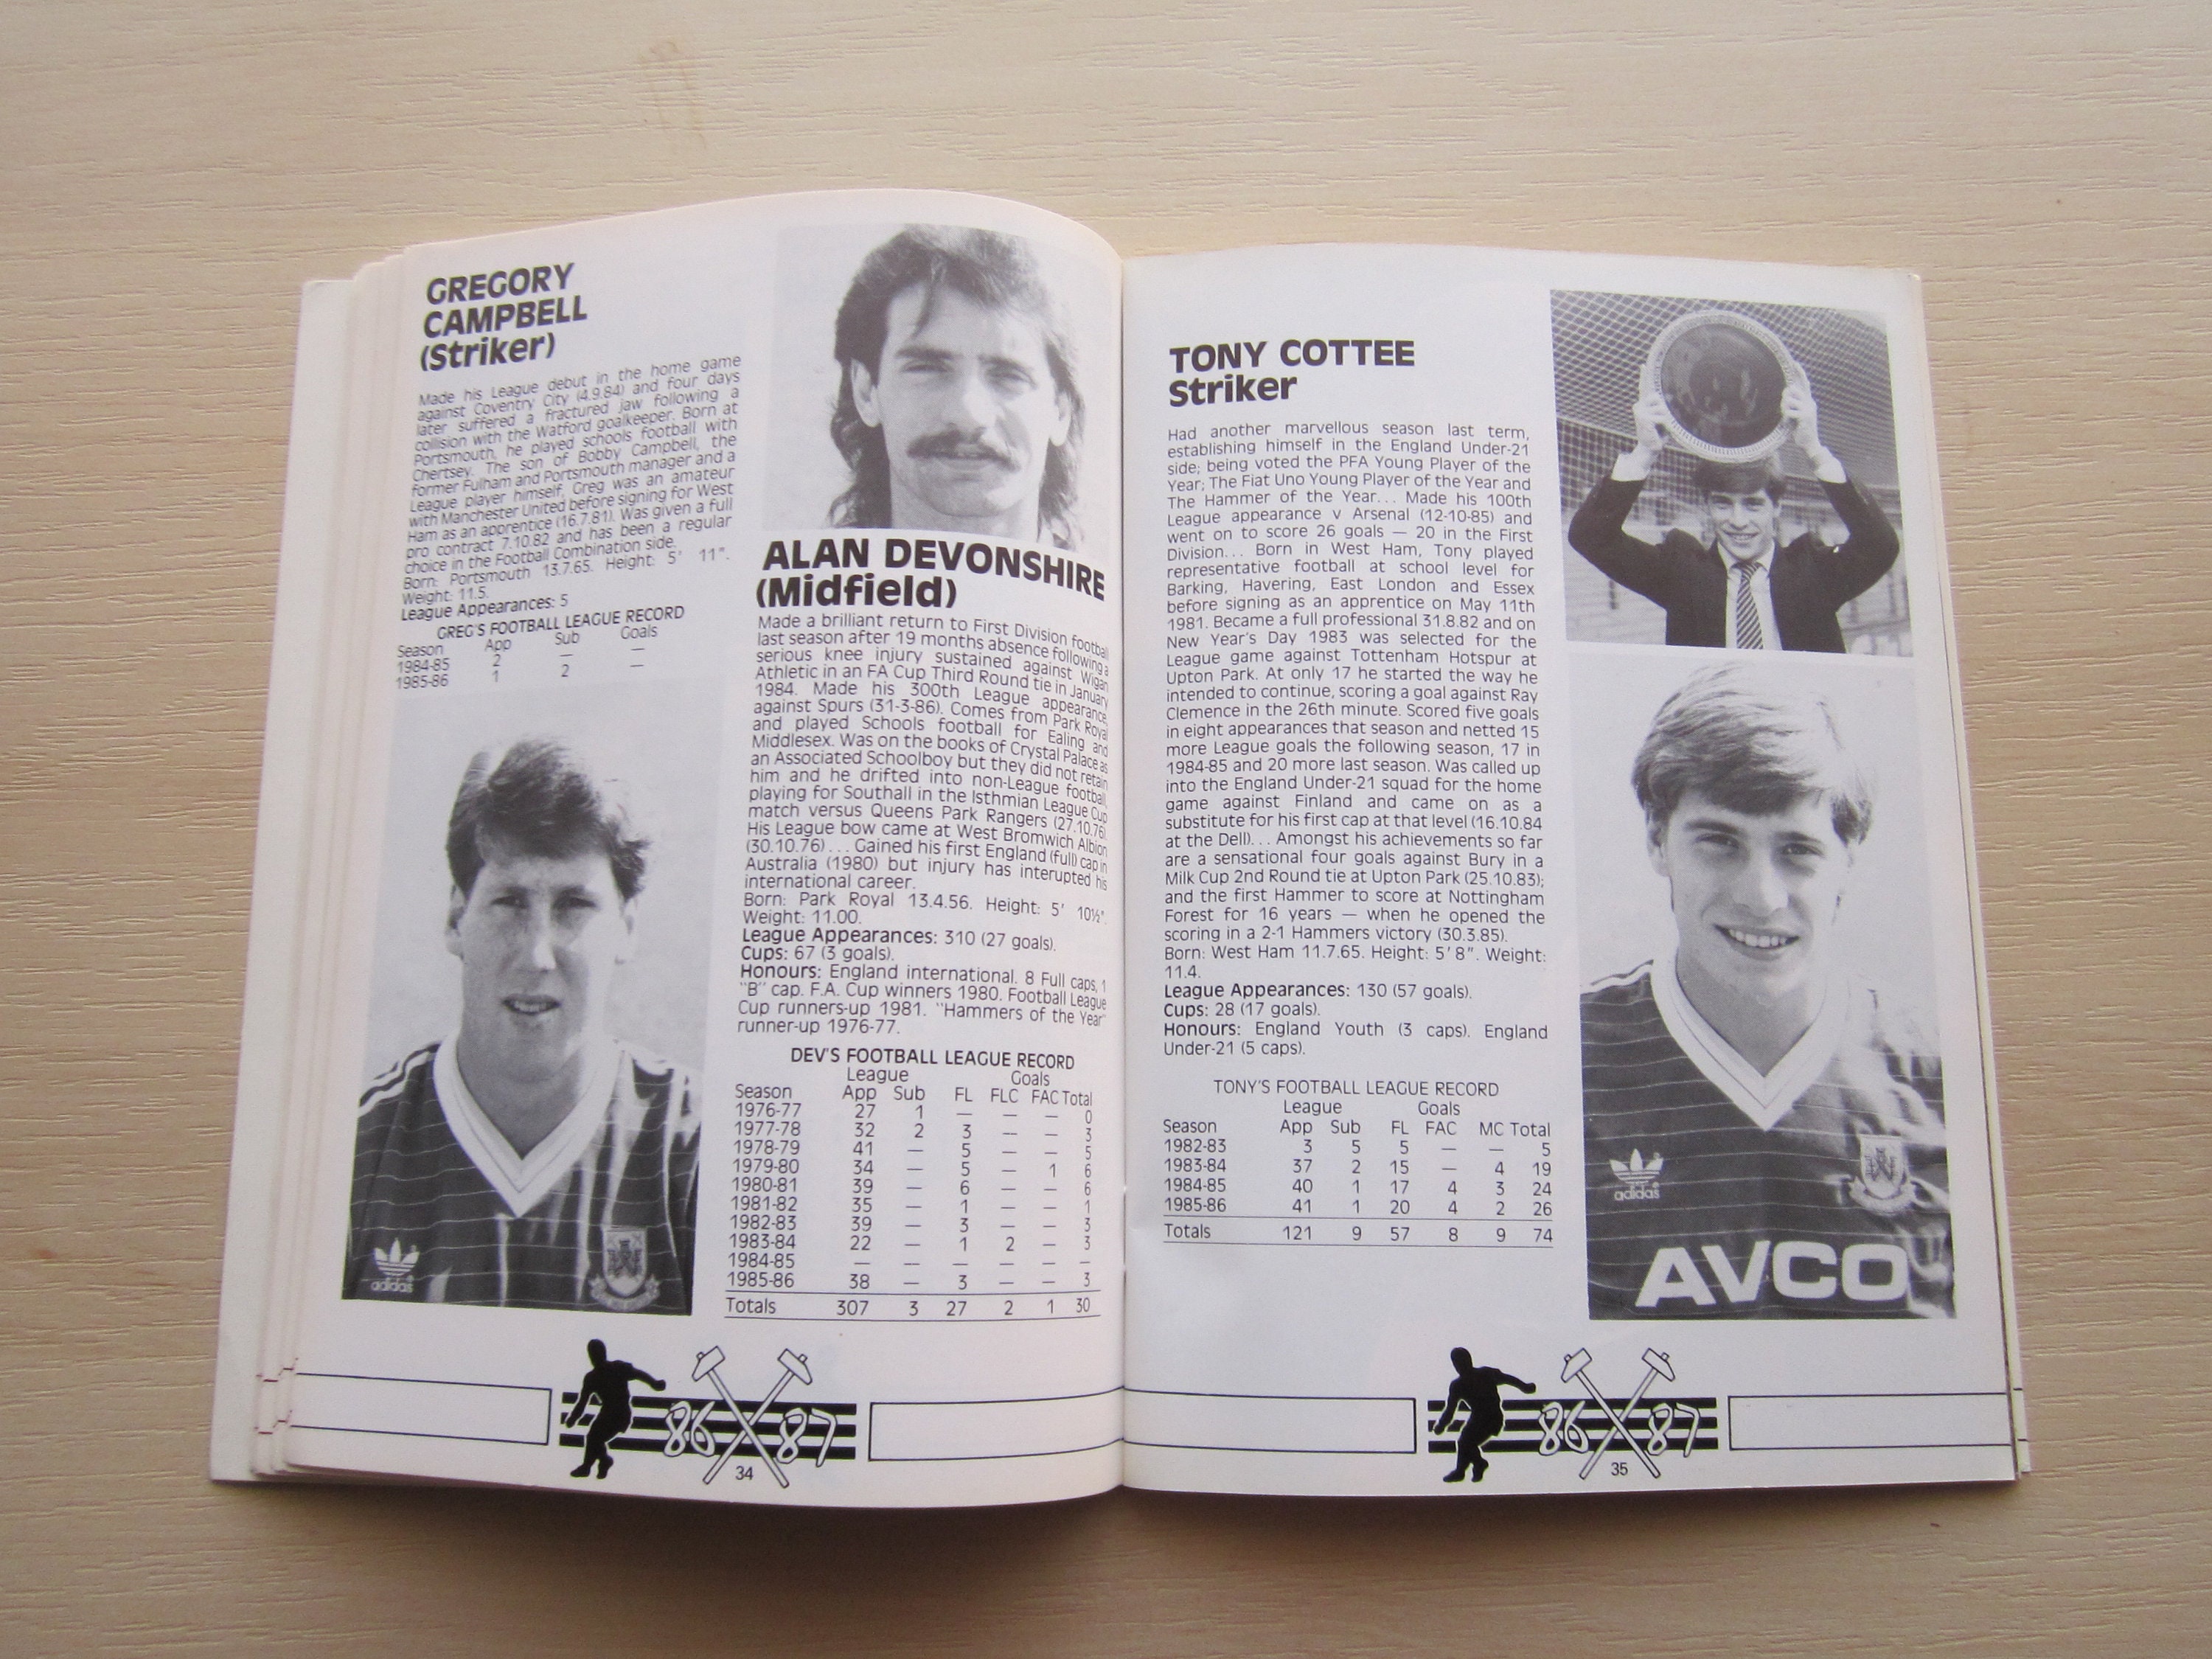 GREGORY
CAMPBELL
(Striker)
Made his League debut in the home game
against Coventry City (4.9.84) and four days
later suffered a fractured jaw following a
collision with the Watford goalkeeper. Born at
Portsmouth, he played schools football with
Chertsey. The son of Bobby Campbell, the
former Fulham and Portsmouth manager and a
League player himself, Greg was an amateur
with Manchester United before signing for West
Ham as an apprentice (16.7.81). Was given a full
pro contract 7.10.82 and has been a regular
choice in the Football Combination side.
Born: Portsmouth 13.7.65. Height: 5' 11".
Weight: 11.5.
League Appearances: 5
GREG'S FOOTBALL LEAGUE RECORD
Season App Sub Goals
1984-85 2 — —
1985-86 1 2 —
adidas
ALAN DEVONSHIRE
(Midfield)
Made a brilliant return to First Division football
last season after 19 months absence following a
serious knee injury sustained against Wigan
Athletic in an FA Cup Third Round tie in January
1984. Made his 300th League appearance,
against Spurs (31-3-86). Comes from Park Royal
and played Schools football for Ealing and
Middlesex. Was on the books of Crystal Palace as
an Associated Schoolboy but they did not retain
him and he drifted into non-League football,
playing for Southall in the Isthmian League Cup
match versus Queens Park Rangers (27.10.76).
His League bow came at West Bromwich Albion
(30.10.76)... Gained his first England (full) cap in
Australia (1980) but injury has interupted his
international career.
Born: Park Royal 13.4.56. Height: 5' 10½".
Weight: 11.00.
League Appearances: 310 (27 goals).
Cups: 67 (3 goals).
Honours: England international. 8 Full caps, 1
"B" cap. F.A. Cup winners 1980. Football League
Cup runners-up 1981. "Hammers of the Year"
runner-up 1976-77.
DEV'S FOOTBALL LEAGUE RECORD
League Goals
Season App Sub FL FLC FAC Total
1976-77 27 1 — — — 0
1977-78 32 2 3 — — 3
1978-79 41 — 5 — — 5
1979-80 34 — 5 — 1 6
1980-81 39 — 6 — — 6
1981-82 35 — 1 — — 1
1982-83 39 — 3 — — 3
1983-84 22 — 1 2 — 3
1984-85 — — — — — —
1985-86 38 — 3 — — 3
Totals 307 3 27 2 1 30
86 87
34
TONY COTTEE
Striker
Had another marvellous season last term,
establishing himself in the England Under-21
side; being voted the PFA Young Player of the
Year; The Fiat Uno Young Player of the Year and
The Hammer of the Year... Made his 100th
League appearance v Arsenal (12-10-85) and
went on to score 26 goals — 20 in the First
Division... Born in West Ham, Tony played
representative football at school level for
Barking, Havering, East London and Essex
before signing as an apprentice on May 11th
1981. Became a full professional 31.8.82 and on
New Year's Day 1983 was selected for the
League game against Tottenham Hotspur at
Upton Park. At only 17 he started the way he
intended to continue, scoring a goal against Ray
Clemence in the 26th minute. Scored five goals
in eight appearances that season and netted 15
more League goals the following season, 17 in
1984-85 and 20 more last season. Was called up
into the England Under-21 squad for the home
game against Finland and came on as a
substitute for his first cap at that level (16.10.84
at the Dell)... Amongst his achievements so far
are a sensational four goals against Bury in a
Milk Cup 2nd Round tie at Upton Park (25.10.83);
and the first Hammer to score at Nottingham
Forest for 16 years — when he opened the
scoring in a 2-1 Hammers victory (30.3.85).
Born: West Ham 11.7.65. Height: 5' 8". Weight:
11.4.
League Appearances: 130 (57 goals).
Cups: 28 (17 goals).
Honours: England Youth (3 caps). England
Under-21 (5 caps).
TONY'S FOOTBALL LEAGUE RECORD
League Goals
Season App Sub FL FAC MC Total
1982-83 3 5 5 — — 5
1983-84 37 2 15 — 4 19
1984-85 40 1 17 4 3 24
1985-86 41 1 20 4 2 26
Totals 121 9 57 8 9 74
adidas
AVCO
86 87
35